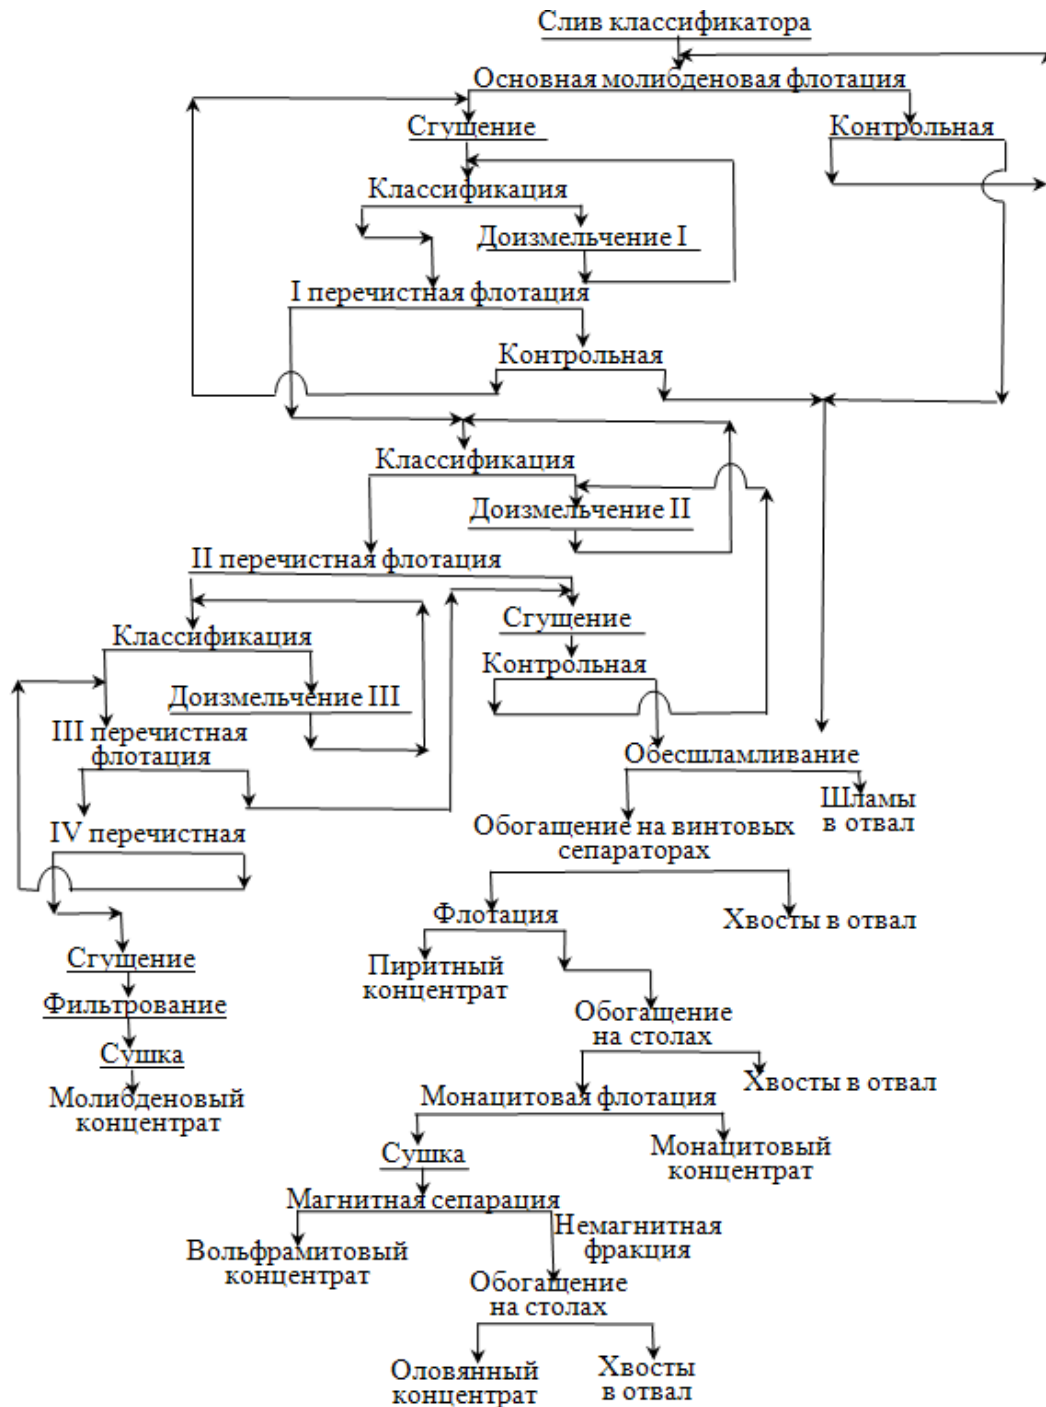 Слив классификатора
Основная молибденовая флотация
Сгущение
Контрольная
Классификация
Доизмельчение I
I перечистная флотация
Контрольная
Классификация
Доизмельчение II
II перечистная флотация
Сгущение
Классификация
Контрольная
Доизмельчение III
III перечистная
флотация
Обесшламливание
Шламы
в отвал
IV перечистная
Обогащение на винтовых
сепараторах
Флотация
Хвосты в отвал
Сгущение
Пиритный
концентрат
Фильтрование
Обогащение
на столах
Сушка
Хвосты в отвал
Молибденовый
концентрат
Монацитовая флотация
Сушка
Монацитовый
концентрат
Магнитная сепарация
Немагнитная
фракция
Вольфрамитовый
концентрат
Обогащение
на столах
Оловянный
концентрат
Хвосты
в отвал